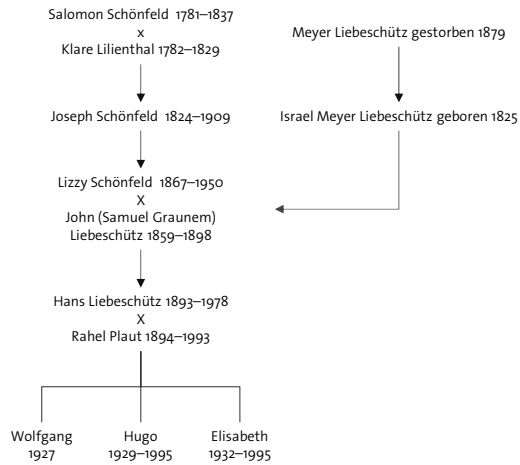 Salomon Schönfeld 1781–1837
x
Klare Lilienthal 1782–1829
Meyer Liebeschütz gestorben 1879
Joseph Schönfeld 1824–1909
Israel Meyer Liebeschütz geboren 1825
Lizzy Schönfeld 1867–1950
X
John (Samuel Graunem)
Liebeschütz 1859–1898
Hans Liebeschütz 1893–1978
X
Rahel Plaut 1894–1993
Wolfgang
1927
Hugo
1929–1995
Elisabeth
1932–1995